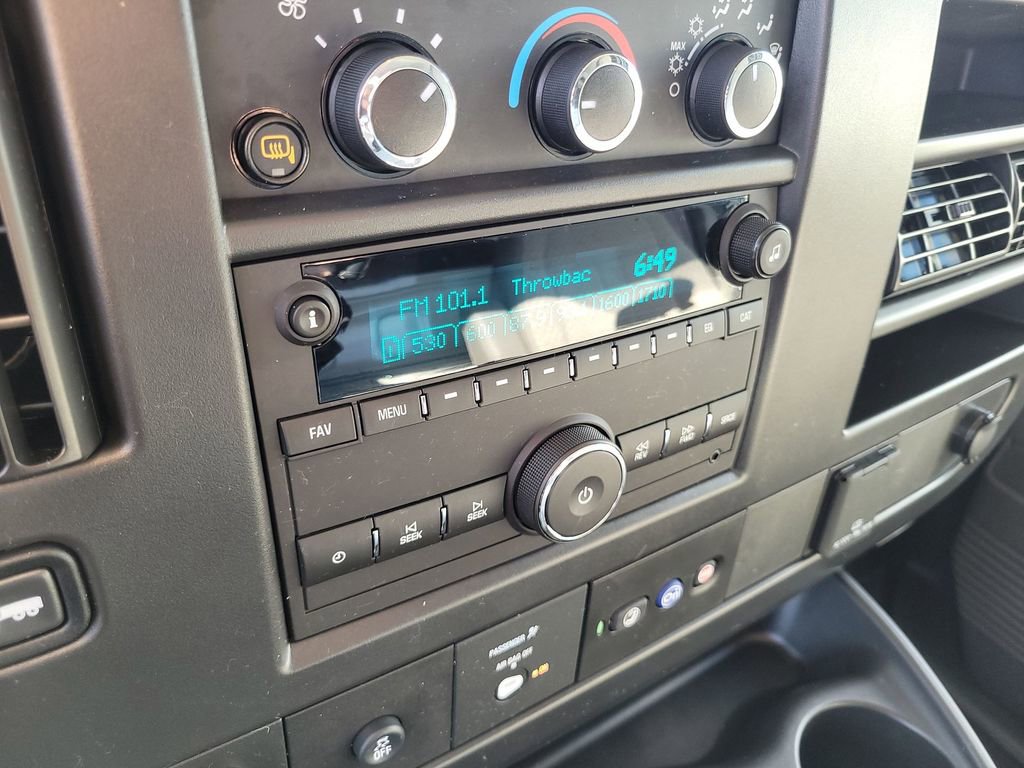 MAX
FM 101.1 Throwbac 6:49
530 600 1600 1710
i
FAV MENU EQ CAT
SEEK SEEK REV FWD
PASSENGER
AIR BAG OFF
OFF